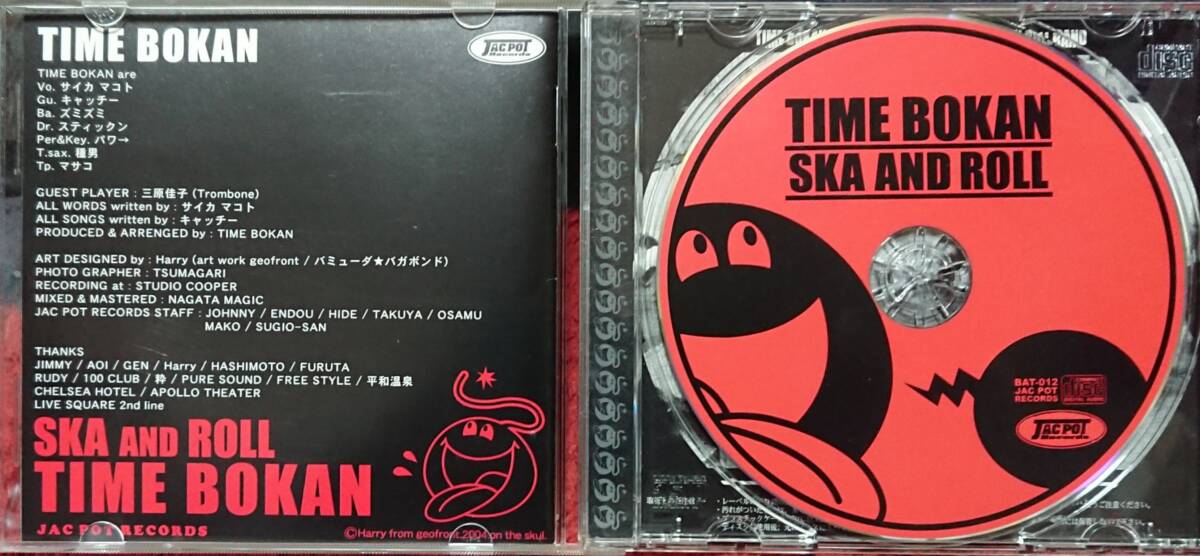 TIME BOKAN
JAC POT
Records
TIME BOKAN are
Vo. サイカ マコト
Gu. キャッチー
Ba. ズミズミ
Dr. スティックン
Per&Key. パワ→
T.sax. 種男
Tp. マサコ
GUEST PLAYER : 三原佳子 (Trombone)
ALL WORDS written by : サイカ マコト
ALL SONGS written by : キャッチー
PRODUCED & ARRENGED by : TIME BOKAN
ART DESIGNED by : Harry (art work geofront / バミューダ★バガボンド)
PHOTO GRAPHER : TSUMAGARI
RECORDING at : STUDIO COOPER
MIXED & MASTERED : NAGATA MAGIC
JAC POT RECORDS STAFF : JOHNNY / ENDOU / HIDE / TAKUYA / OSAMU
MAKO / SUGIO-SAN
THANKS
JIMMY / AOI / GEN / Harry / HASHIMOTO / FURUTA
RUDY / 100 CLUB / 粋 / PURE SOUND / FREE STYLE / 平和温泉
CHELSEA HOTEL / APOLLO THEATER
LIVE SQUARE 2nd line
SKA AND ROLL
TIME BOKAN
JAC POT RECORDS
©Harry from geofront.2004 on the skul.
TIME BOKAN
SKA AND ROLL
BAT-012
JAC POT
RECORDS
COMPACT
disc
DIGITAL AUDIO
JAC POT
Records
TIME BOKAN
disc